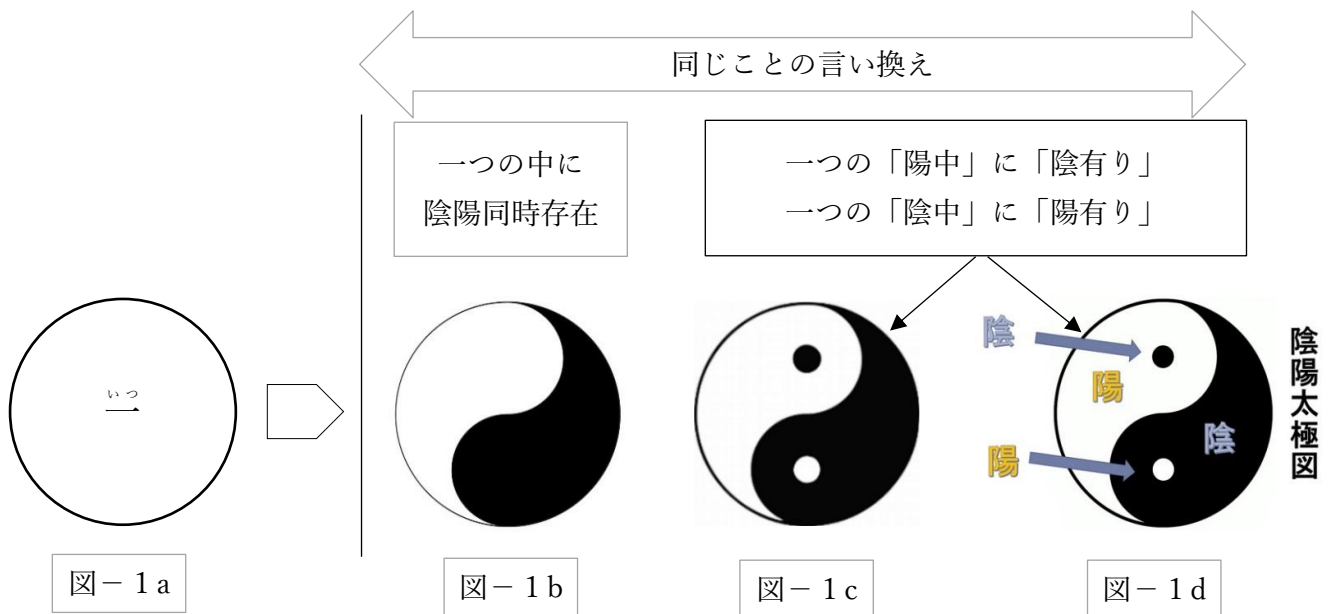 同じことの言い換え
一つの中に
陰陽同時存在
一つの「陽中」に「陰有り」
一つの「陰中」に「陽有り」
いつ
一
陰
陽
陰
陽
陰陽太極図
図－１a
図－１b
図－１c
図－１d